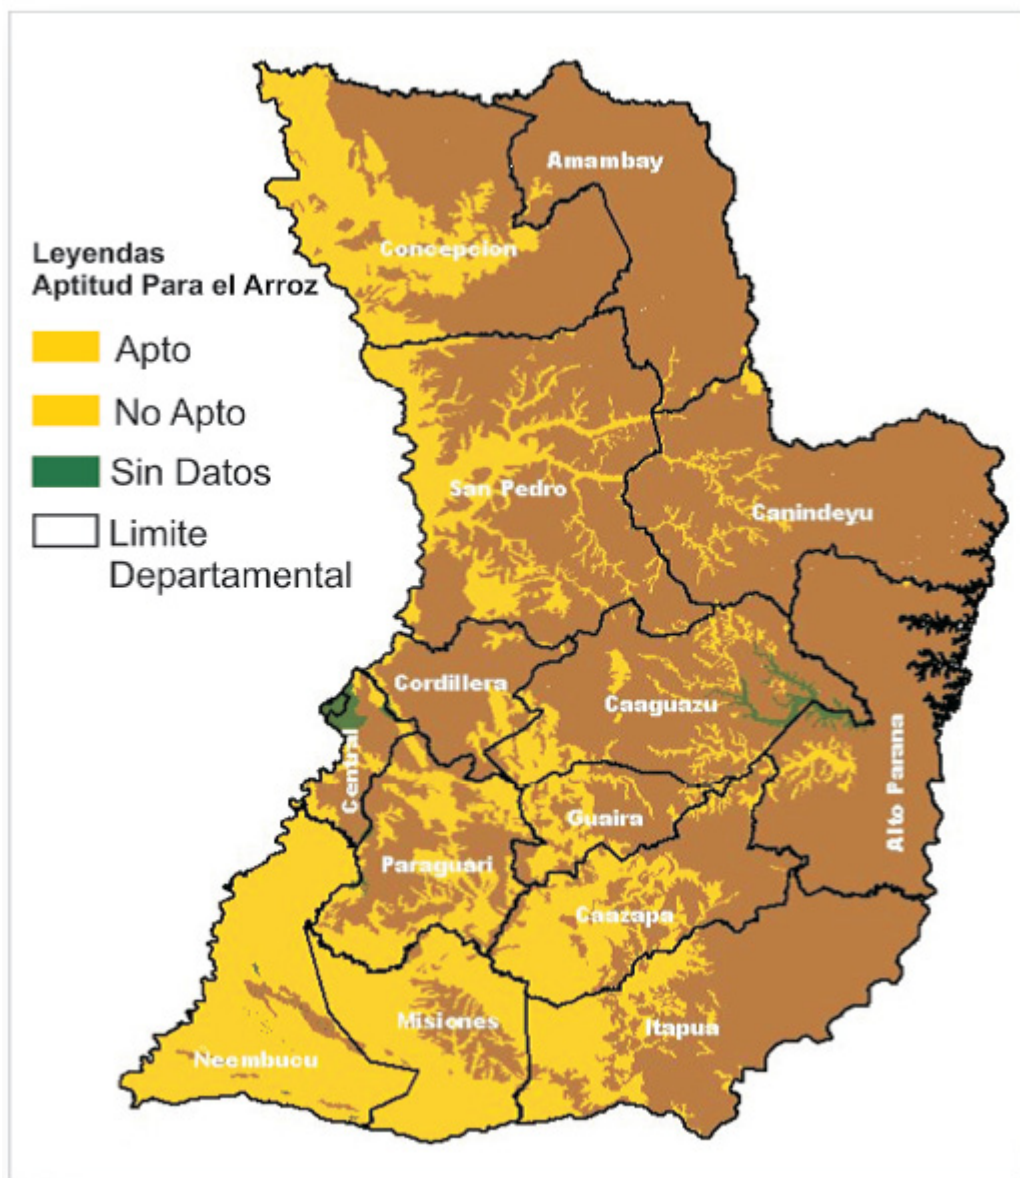 Amambay
Concepcion
Leyendas
Aptitud Para el Arroz
Apto
No Apto
Sin Datos
Limite
Departamental
San Pedro
Canindeyu
Cordillera
Caaguazu
Central
Alto Parana
Guaira
Paraguari
Caazapa
Misiones
Itapua
Neembucu